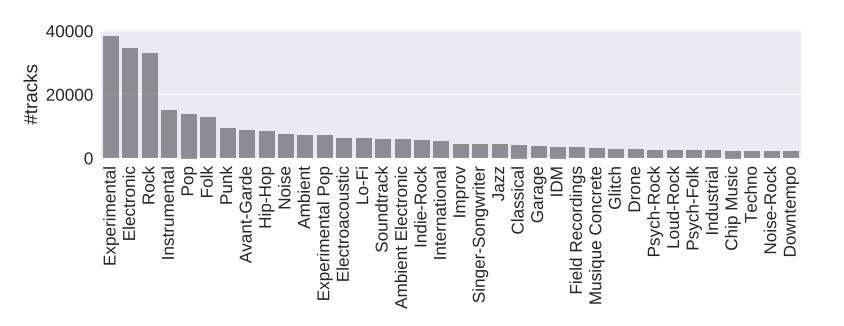 #tracks
40000
20000
0
Experimental
Electronic
Rock
Instrumental
Pop
Folk
Punk
Avant-Garde
Hip-Hop
Noise
Ambient
Experimental Pop
Electroacoustic
Lo-Fi
Soundtrack
Ambient Electronic
Indie-Rock
International
Improv
Singer-Songwriter
Jazz
Classical
Garage
IDM
Field Recordings
Musique Concrete
Glitch
Drone
Psych-Rock
Loud-Rock
Psych-Folk
Industrial
Chip Music
Techno
Noise-Rock
Downtempo